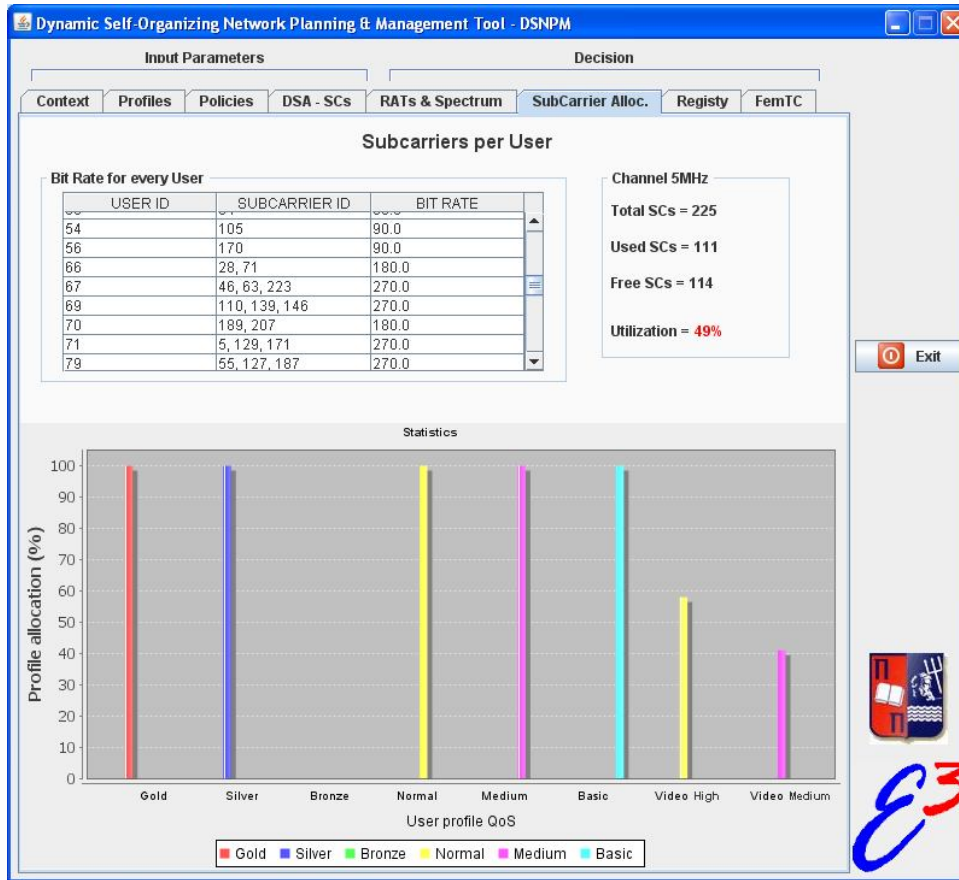 Dynamic Self-Organizing Network Planning & Management Tool - DSNPM
Input Parameters
Decision
Context
Profiles
Policies
DSA - SCs
RATs & Spectrum
SubCarrier Alloc.
Registy
FemTC
Subcarriers per User
Bit Rate for every User
USER ID SUBCARRIER ID BIT RATE
54 105 90.0
56 170 90.0
66 28, 71 180.0
67 46, 63, 223 270.0
69 110, 139, 146 270.0
70 189, 207 180.0
71 5, 129, 171 270.0
79 55, 127, 187 270.0
Channel 5MHz
Total SCs = 225
Used SCs = 111
Free SCs = 114
Utilization = 49%
Exit
Statistics
Profile allocation (%)
100
90
80
70
60
50
40
30
20
10
0
Gold Silver Bronze Normal Medium Basic Video High Video Medium
User profile QoS
Gold Silver Bronze Normal Medium Basic
Π
Π
E3